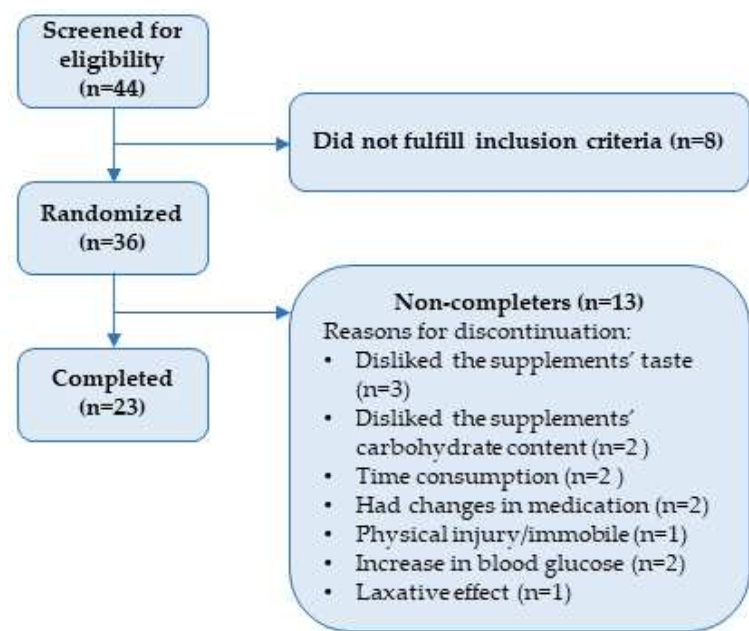 Screened for
eligibility
(n=44)
Did not fulfill inclusion criteria (n=8)
Randomized
(n=36)
Non-completers (n=13)
Reasons for discontinuation:
• Disliked the supplements’ taste
(n=3)
• Disliked the supplements’
carbohydrate content (n=2 )
• Time consumption (n=2 )
• Had changes in medication (n=2)
• Physical injury/immobile (n=1)
• Increase in blood glucose (n=2)
• Laxative effect (n=1)
Completed
(n=23)